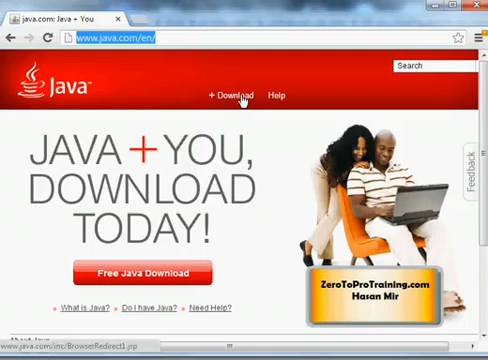 java.com: Java + You
www.java.com/en/
Java™
Search
+ Download
Help
JAVA + YOU,
DOWNLOAD
TODAY!
Feedback
Free Java Download
ZeroToProTraining.com
Hasan Mir
What is Java?
Do I have Java?
Need Help?
www.java.com/inc/BrowserRedirect1.jsp